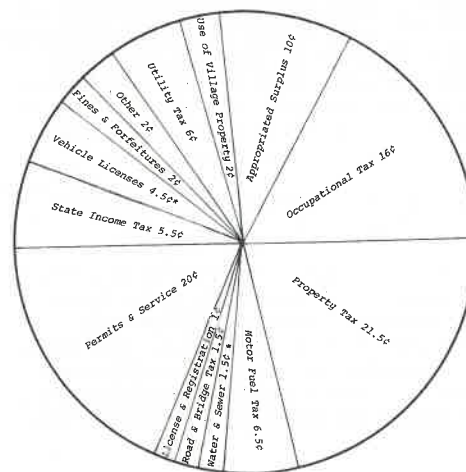 Use of Village Property 2¢
Appropriated Surplus 10¢
Occupational Tax 16¢
Property Tax 21.5¢
Motor Fuel
Tax 6.5¢
Water & Sewer 1.5¢ *
Road & Bridge Tax 1.5¢
License & Registration 1¢
Permits & Service 20¢
State Income Tax 5.5¢
Vehicle Licenses 4.5¢*
Fines & Forfeitures 2¢
Other 2¢
Utility Tax 6¢